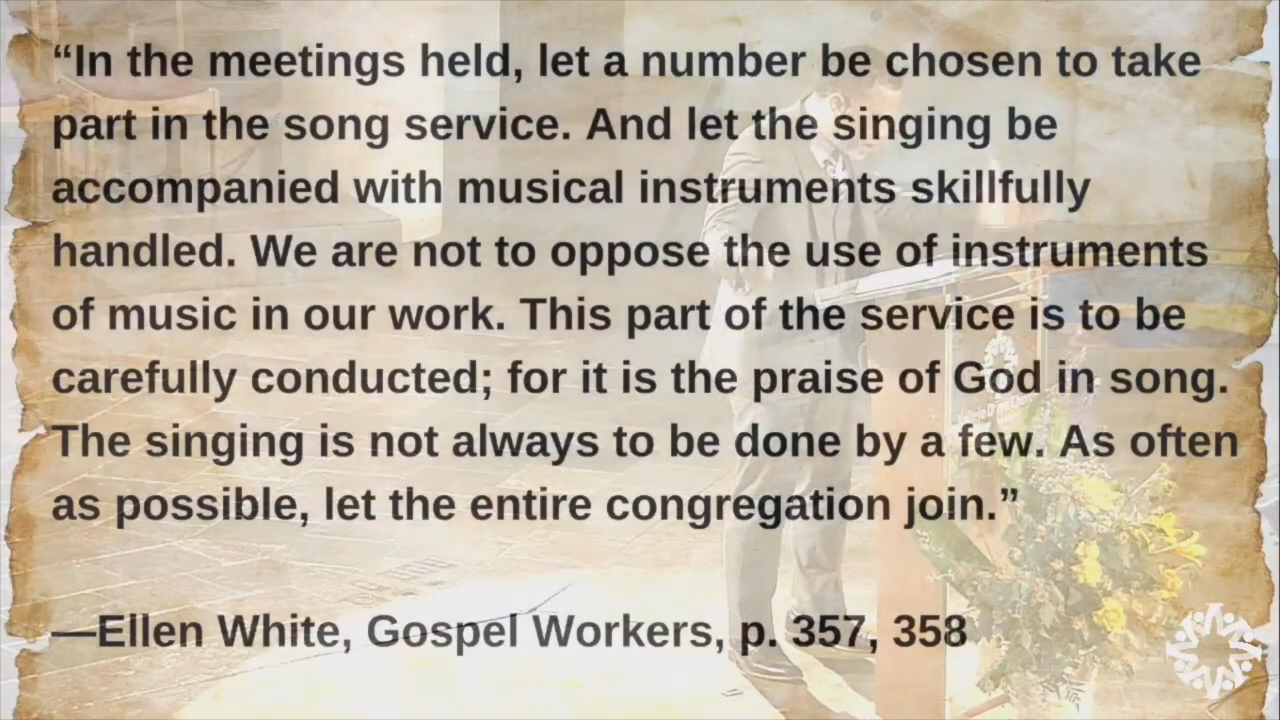 “In the meetings held, let a number be chosen to take
part in the song service. And let the singing be
accompanied with musical instruments skillfully
handled. We are not to oppose the use of instruments
of music in our work. This part of the service is to be
carefully conducted; for it is the praise of God in song.
The singing is not always to be done by a few. As often
as possible, let the entire congregation join.”
—Ellen White, Gospel Workers, p. 357, 358